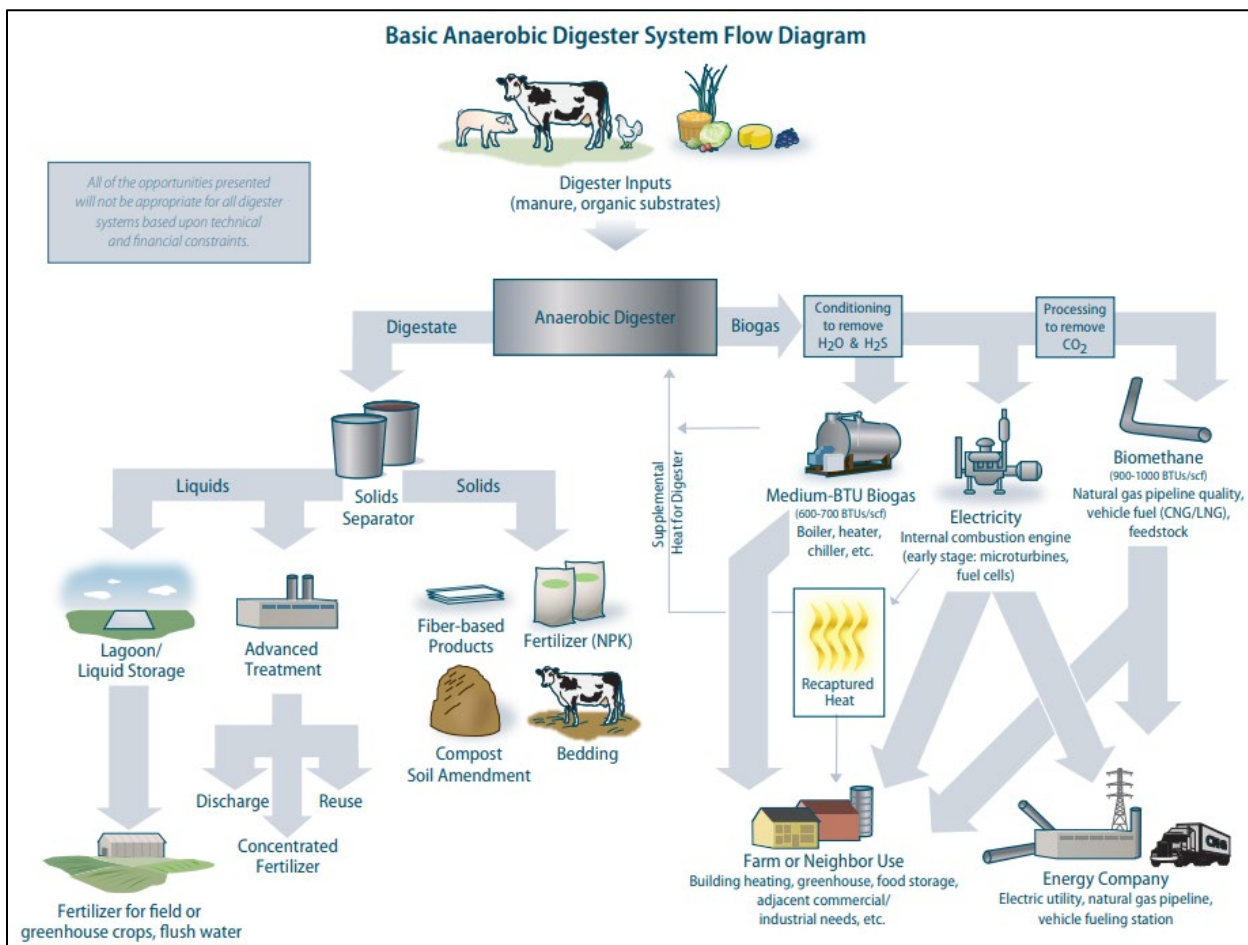 Basic Anaerobic Digester System Flow Diagram
All of the opportunities presented
will not be appropriate for all digester
systems based upon technical
and financial constraints.
Digester Inputs
(manure, organic substrates)
Digestate
Anaerobic Digester
Biogas
Conditioning
to remove
H₂O & H₂S
Processing
to remove
CO₂
Solids
Separator
Liquids
Solids
Supplemental
Heat for Digester
Medium-BTU Biogas
(600-700 BTUs/scf)
Boiler, heater,
chiller, etc.
Electricity
Internal combustion engine
(early stage: microturbines,
fuel cells)
Biomethane
(900-1000 BTUs/scf)
Natural gas pipeline quality,
vehicle fuel (CNG/LNG),
feedstock
Lagoon/
Liquid Storage
Advanced
Treatment
Fiber-based
Products
Fertilizer (NPK)
Compost
Soil Amendment
Bedding
Recaptured
Heat
Discharge
Reuse
Concentrated
Fertilizer
Fertilizer for field or
greenhouse crops, flush water
Farm or Neighbor Use
Building heating, greenhouse, food storage,
adjacent commercial/
industrial needs, etc.
CNG
Energy Company
Electric utility, natural gas pipeline,
vehicle fueling station